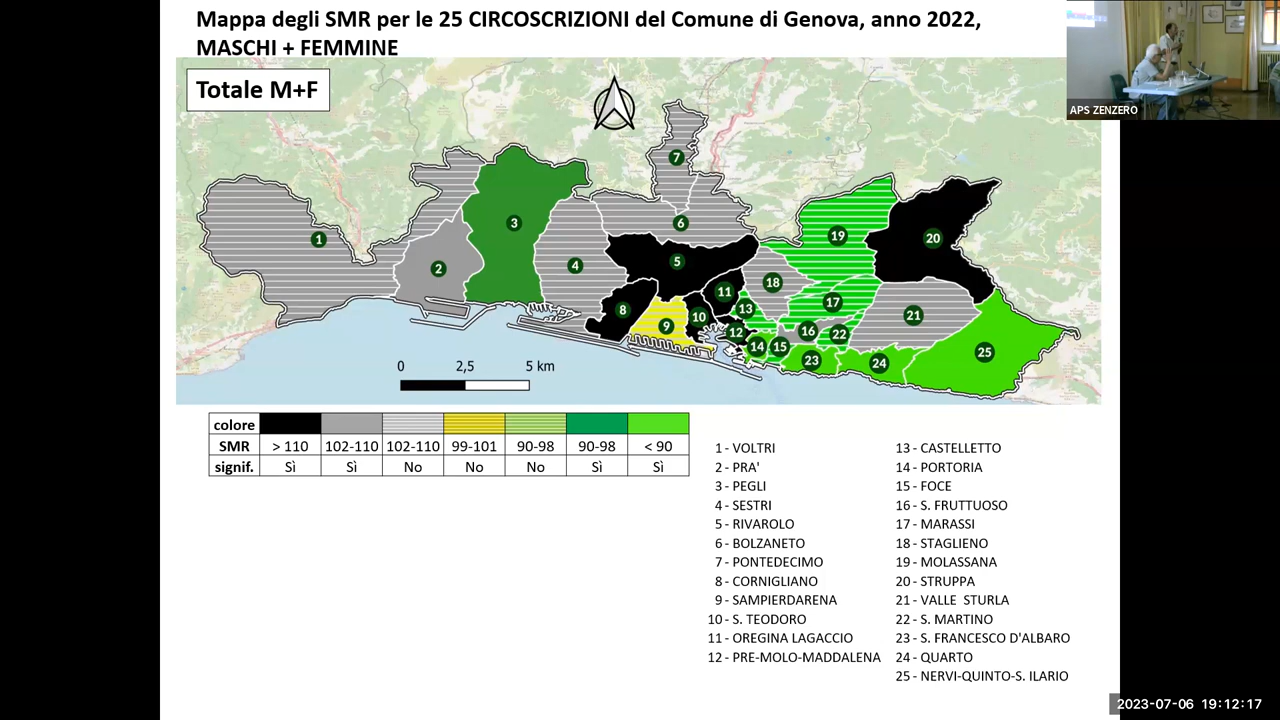 Mappa degli SMR per le 25 CIRCOSCRIZIONI del Comune di Genova, anno 2022,
MASCHI + FEMMINE
Totale M+F
APS ZENZERO
N
7
3
6
19
20
1
5
2
4
18
11
8
13
17
21
10
9
12
16
22
14
15
25
23
24
0 2,5 5 km
colore
SMR > 110 102-110 102-110 99-101 90-98 90-98 < 90
signif. Sì Sì No No No Sì Sì
1 - VOLTRI
2 - PRA'
3 - PEGLI
4 - SESTRI
5 - RIVAROLO
6 - BOLZANETO
7 - PONTEDECIMO
8 - CORNIGLIANO
9 - SAMPIERDARENA
10 - S. TEODORO
11 - OREGINA LAGACCIO
12 - PRE-MOLO-MADDALENA
13 - CASTELLETTO
14 - PORTORIA
15 - FOCE
16 - S. FRUTTUOSO
17 - MARASSI
18 - STAGLIENO
19 - MOLASSANA
20 - STRUPPA
21 - VALLE STURLA
22 - S. MARTINO
23 - S. FRANCESCO D'ALBARO
24 - QUARTO
25 - NERVI-QUINTO-S. ILARIO
2023-07-06 19:12:17